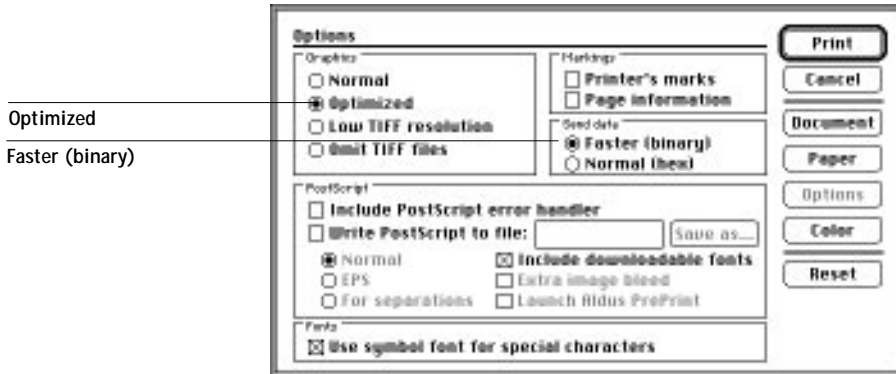 Optimized
Faster (binary)
Options
Graphics
Normal
Optimized
Low TIFF resolution
Omit TIFF files
Markings
Printer's marks
Page information
Send data
Faster (binary)
Normal (hex)
PostScript
Include PostScript error handler
Write PostScript to file:
Save as...
Normal
Include downloadable fonts
EPS
Extra image bleed
For separations
Launch Aldus PrePrint
Fonts
Use symbol font for special characters
Print
Cancel
Document
Paper
Options
Color
Reset